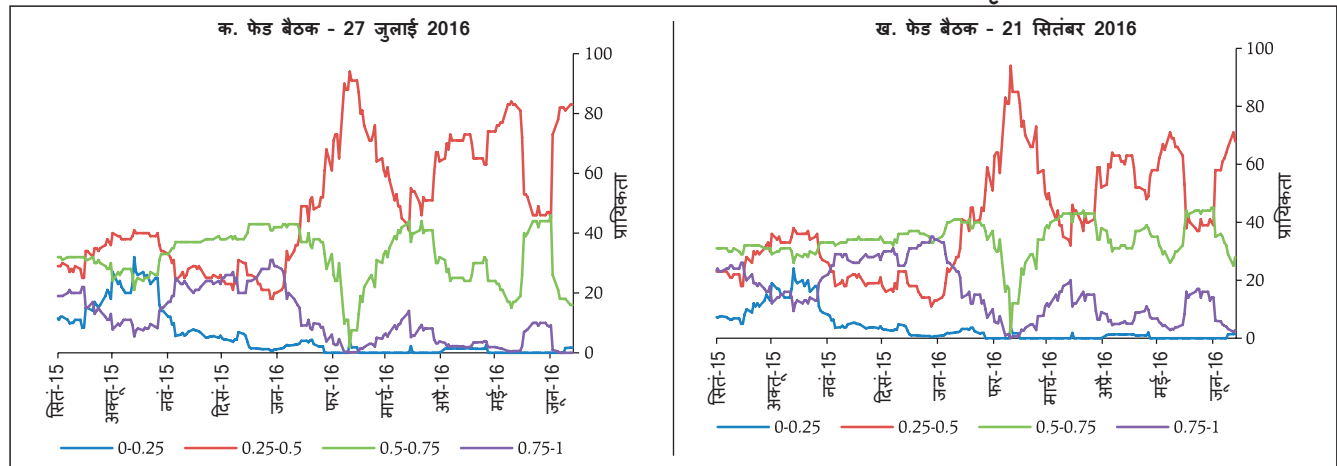 क. फेड बैठक - 27 जुलाई 2016
100
80
60
40
20
0
प्रायिकता
सितं-15
अक्तू-15
नवं-15
दिसं-15
जन-16
फर-16
मार्च-16
अप्रै-16
मई-16
जून-16
0-0.25
0.25-0.5
0.5-0.75
0.75-1
ख. फेड बैठक - 21 सितंबर 2016
100
80
60
40
20
0
प्रायिकता
सितं-15
अक्तू-15
नवं-15
दिसं-15
जन-16
फर-16
मार्च-16
अप्रै-16
मई-16
जून-16
0-0.25
0.25-0.5
0.5-0.75
0.75-1